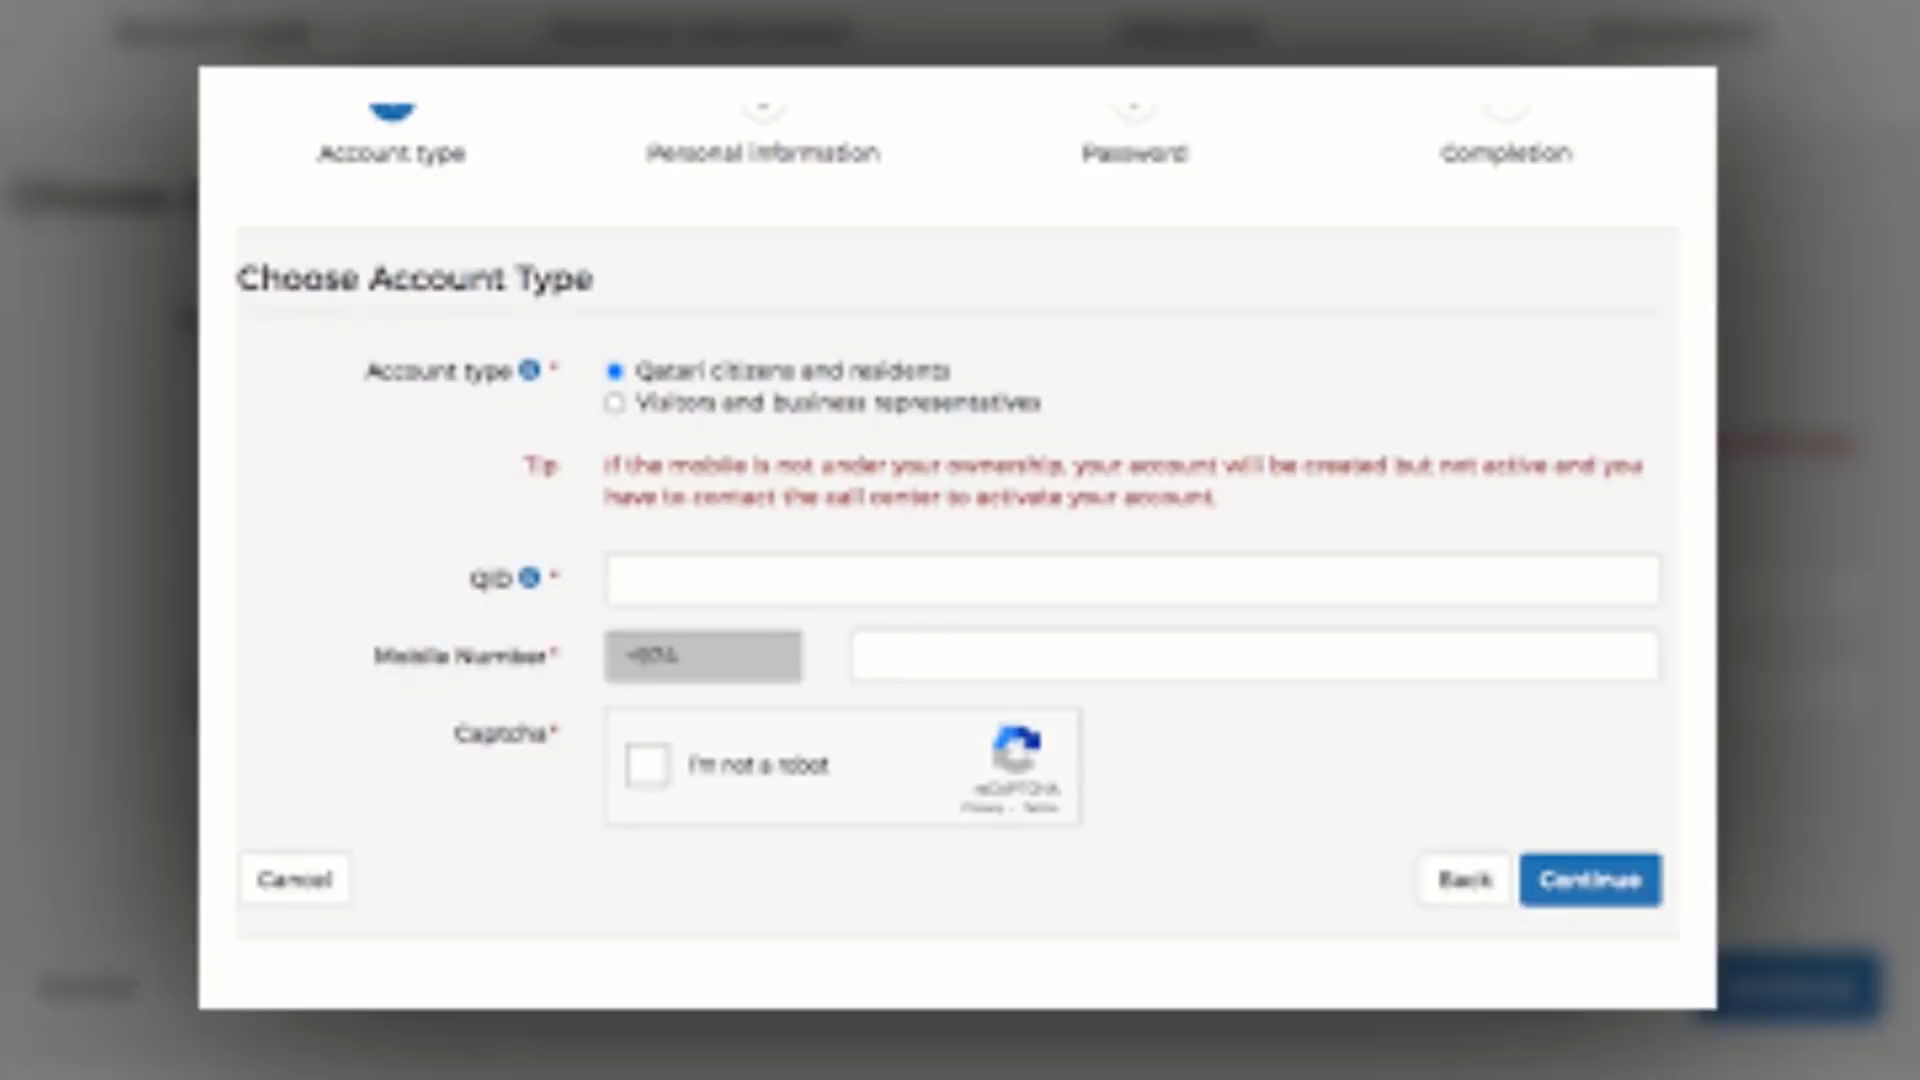 Account type
Personal information
Password
Completion
Choose Account Type
Account type *
Qatari citizens and residents
Visitors and business representatives
Tip
If the mobile is not under your ownership, your account will be created but not active and you
have to contact the call center to activate your account.
QID *
Mobile Number*
+974
Captcha*
I'm not a robot
reCAPTCHA
Privacy - Terms
Cancel
Back
Continue